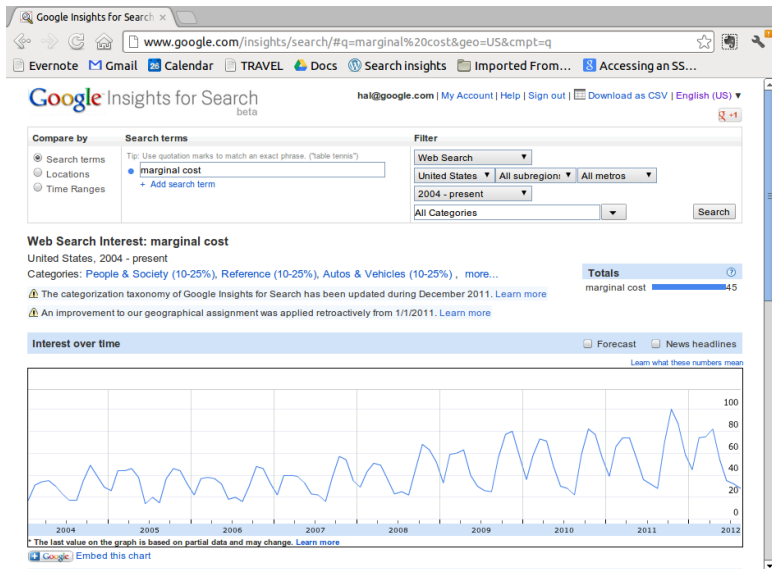 Google Insights for Search ×
www.google.com/insights/search/#q=marginal%20cost&geo=US&cmpt=q
Evernote Gmail 26 Calendar TRAVEL Docs Search insights Imported From... 8 Accessing an SS...
Google Insights for Search
beta
hal@google.com | My Account | Help | Sign out | Download as CSV | English (US) ▼
+1
Compare by Search terms Filter
Search terms
Locations
Time Ranges
Tip: Use quotation marks to match an exact phrase. ("table tennis")
marginal cost
+ Add search term
Web Search ▼
United States ▼ All subregions ▼ All metros ▼
2004 - present ▼
All Categories ▼ Search
Web Search Interest: marginal cost
United States, 2004 - present
Categories: People & Society (10-25%), Reference (10-25%), Autos & Vehicles (10-25%) , more...
Totals ?
marginal cost 45
The categorization taxonomy of Google Insights for Search has been updated during December 2011. Learn more
An improvement to our geographical assignment was applied retroactively from 1/1/2011. Learn more
Interest over time Forecast News headlines
Learn what these numbers mean
100
80
60
40
20
0
2004 2005 2006 2007 2008 2009 2010 2011 2012
* The last value on the graph is based on partial data and may change. Learn more
+ Google Embed this chart